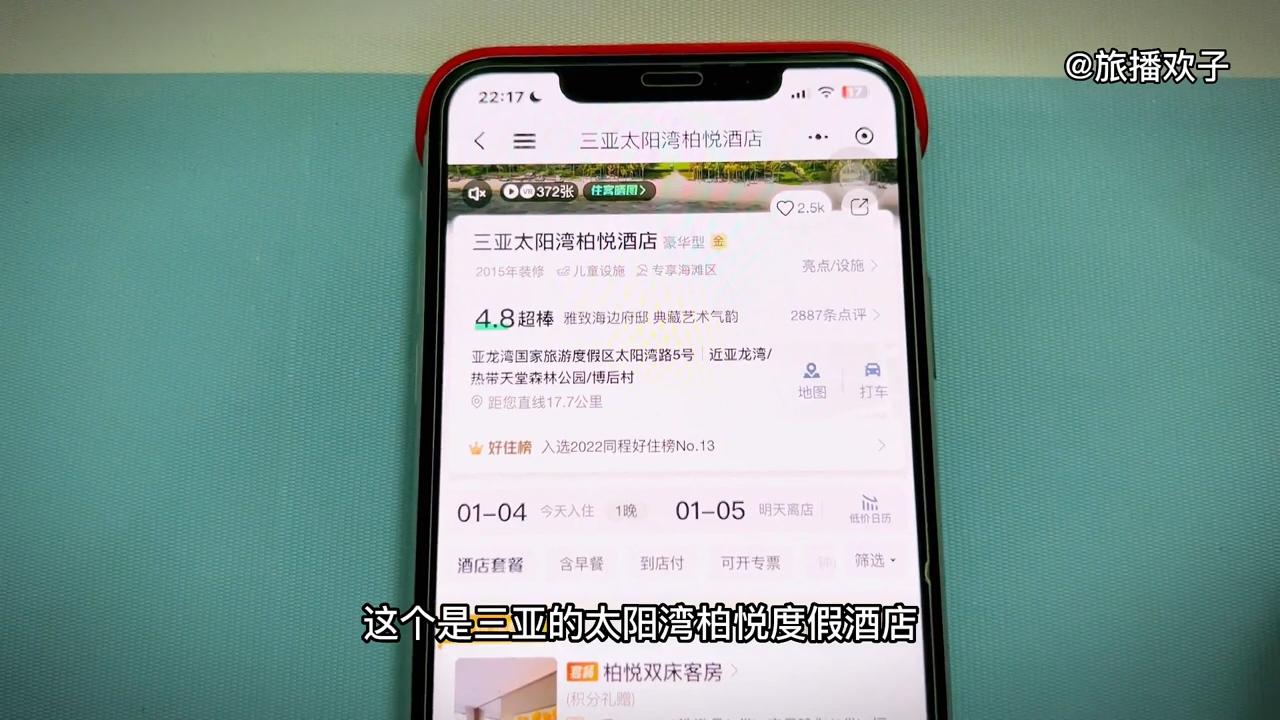 @旅播欢子
22:17 17
三亚太阳湾柏悦酒店
VR 372张 住客晒图>
2.5k
三亚太阳湾柏悦酒店 豪华型 金
2015年装修 儿童设施 专享海滩区 亮点/设施
4.8超棒 雅致海边府邸 典藏艺术气韵 2887条点评
亚龙湾国家旅游度假区太阳湾路5号 | 近亚龙湾/
热带天堂森林公园/博后村
地图 打车
距您直线17.7公里
好住榜 入选2022同程好住榜No.13
01-04 今天入住 1晚 01-05 明天离店 低价日历
酒店套餐 含早餐 到店付 可开专票 钟 筛选
这个是三亚的太阳湾柏悦度假酒店
套餐 柏悦双床客房
(积分礼赠)